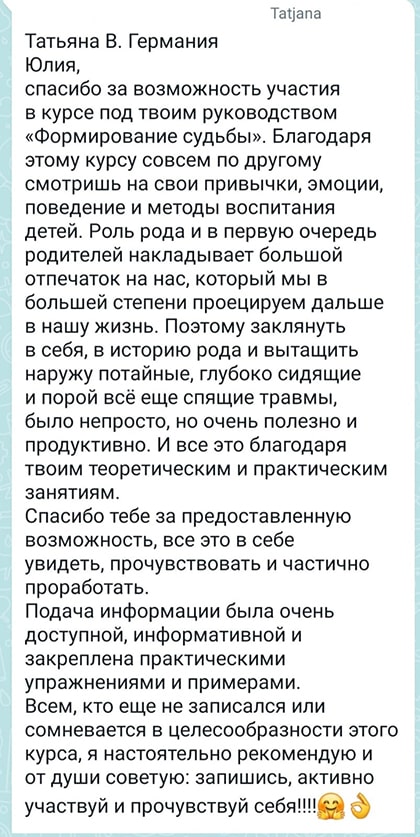 Tatjana
Татьяна В. Германия
Юлия,
спасибо за возможность участия
в курсе под твоим руководством
«Формирование судьбы». Благодаря
этому курсу совсем по другому
смотришь на свои привычки, эмоции,
поведение и методы воспитания
детей. Роль рода и в первую очередь
родителей накладывает большой
отпечаток на нас, который мы в
большей степени проецируем дальше
в нашу жизнь. Поэтому заклянуть
в себя, в историю рода и вытащить
наружу потайные, глубоко сидящие
и порой всё еще спящие травмы,
было непросто, но очень полезно и
продуктивно. И все это благодаря
твоим теоретическим и практическим
занятиям.
Спасибо тебе за предоставленную
возможность, все это в себе
увидеть, прочувствовать и частично
проработать.
Подача информации была очень
доступной, информативной и
закреплена практическими
упражнениями и примерами.
Всем, кто еще не записался или
сомневается в целесообразности этого
курса, я настоятельно рекомендую и
от души советую: запишись, активно
участвуй и прочувствуй себя!!!!🤗👌